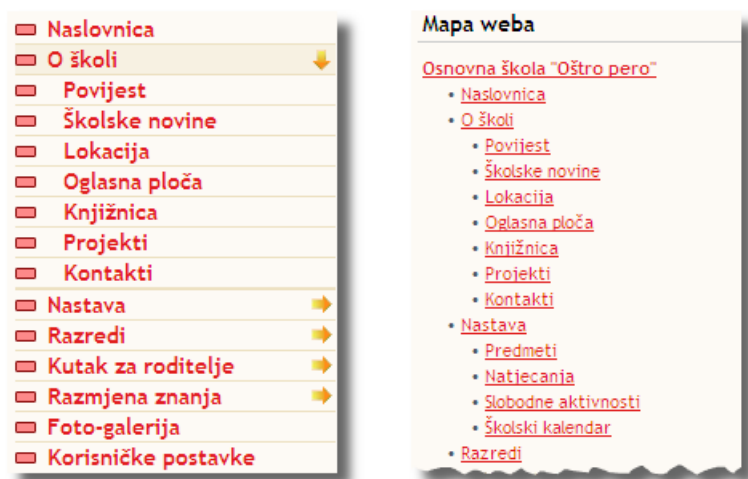 Naslovnica
O školi
Povijest
Školske novine
Lokacija
Oglasna ploča
Knjižnica
Projekti
Kontakti
Nastava
Razredi
Kutak za roditelje
Razmjena znanja
Foto-galerija
Korisničke postavke
Mapa weba
Osnovna škola "Oštro pero"
• Naslovnica
• O školi
• Povijest
• Školske novine
• Lokacija
• Oglasna ploča
• Knjižnica
• Projekti
• Kontakti
• Nastava
• Predmeti
• Natjecanja
• Slobodne aktivnosti
• Školski kalendar
• Razredi